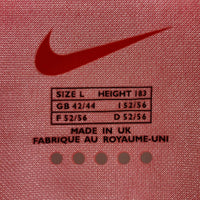 SIZE L HEIGHT 183
GB 42/44 I 52/56
F 52/56 D 52/56
MADE IN UK
FABRIQUE AU ROYAUME-UNI